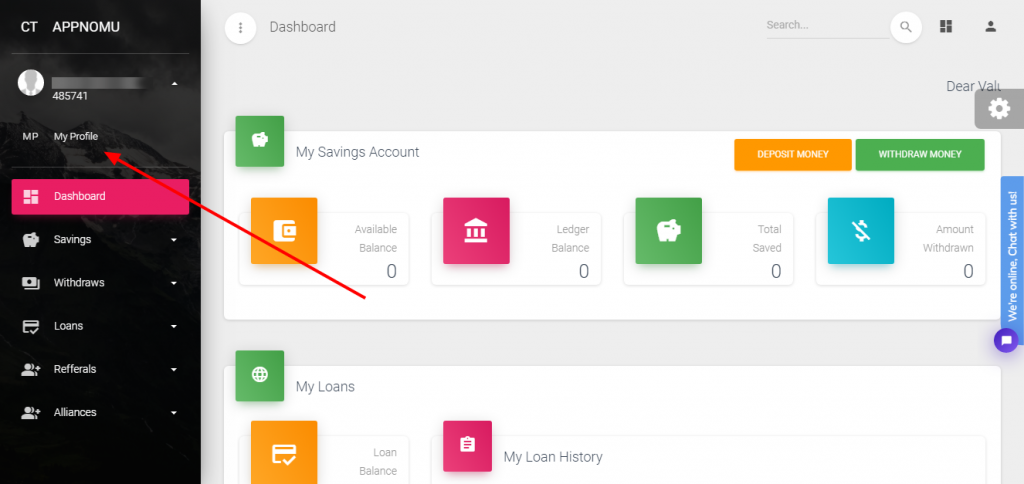 CT APPNOMU
485741
MP My Profile
Dashboard
Savings
Withdraws
Loans
Refferals
Alliances
Dashboard
Search...
Dear Valu
My Savings Account
DEPOSIT MONEY
WITHDRAW MONEY
Available
Balance
0
Ledger
Balance
0
Total
Saved
0
Amount
Withdrawn
0
We're online, Chat with us!
My Loans
Loan
Balance
My Loan History